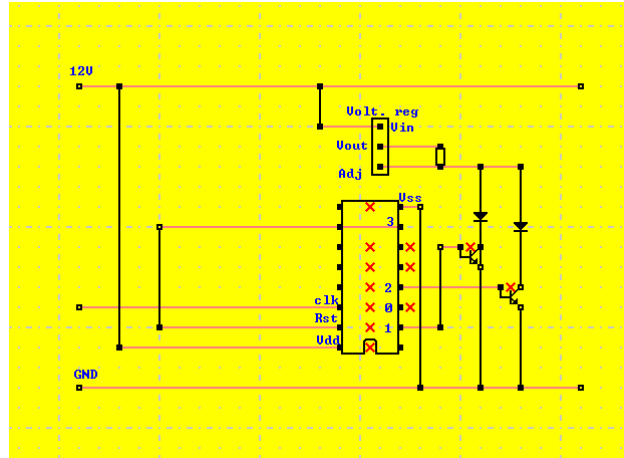 12V
Volt. reg
Vin
Vout
Adj
Vss
3
2
clk
0
Rst
1
Vdd
GND